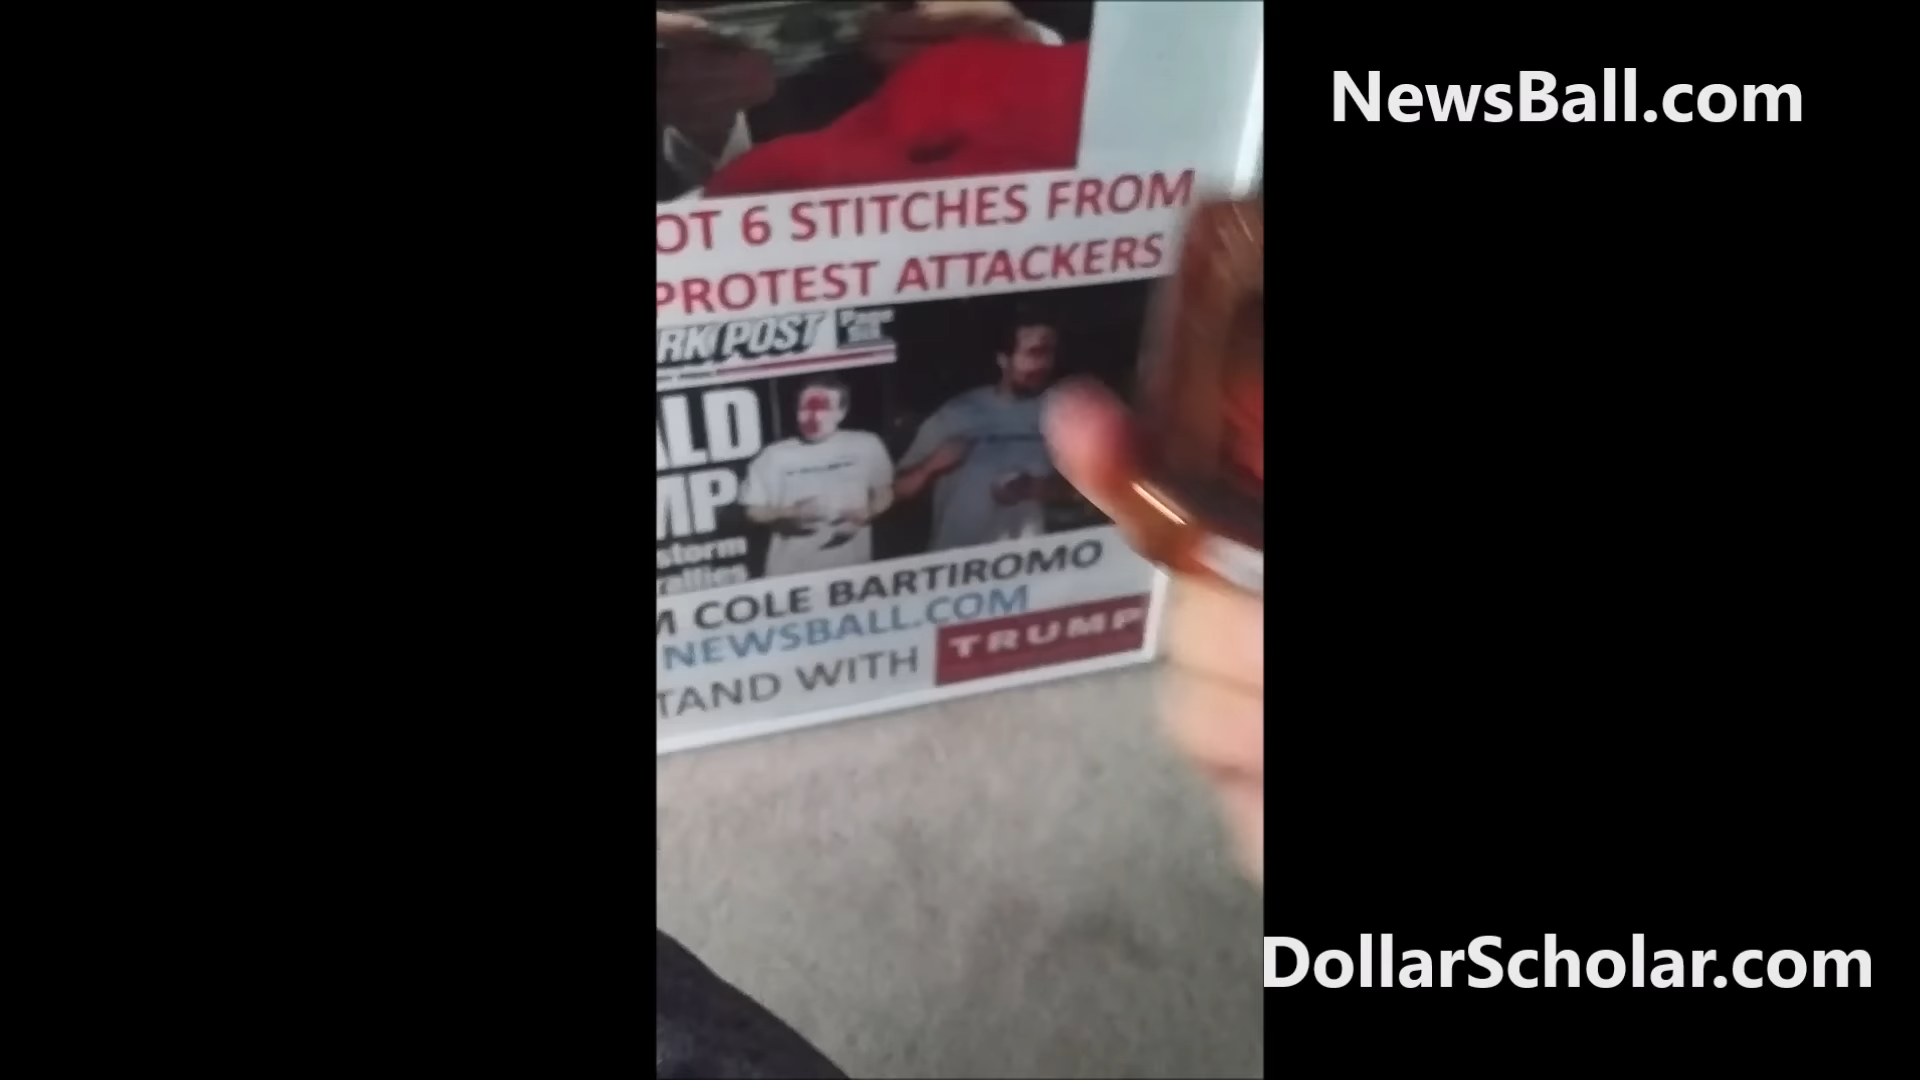 NewsBall.com
OT 6 STITCHES FROM
PROTEST ATTACKERS
RK POST
ALD
MP
storm
rallies
M COLE BARTIROMO
NEWSBALL.COM
TAND WITH TRUMP
DollarScholar.com